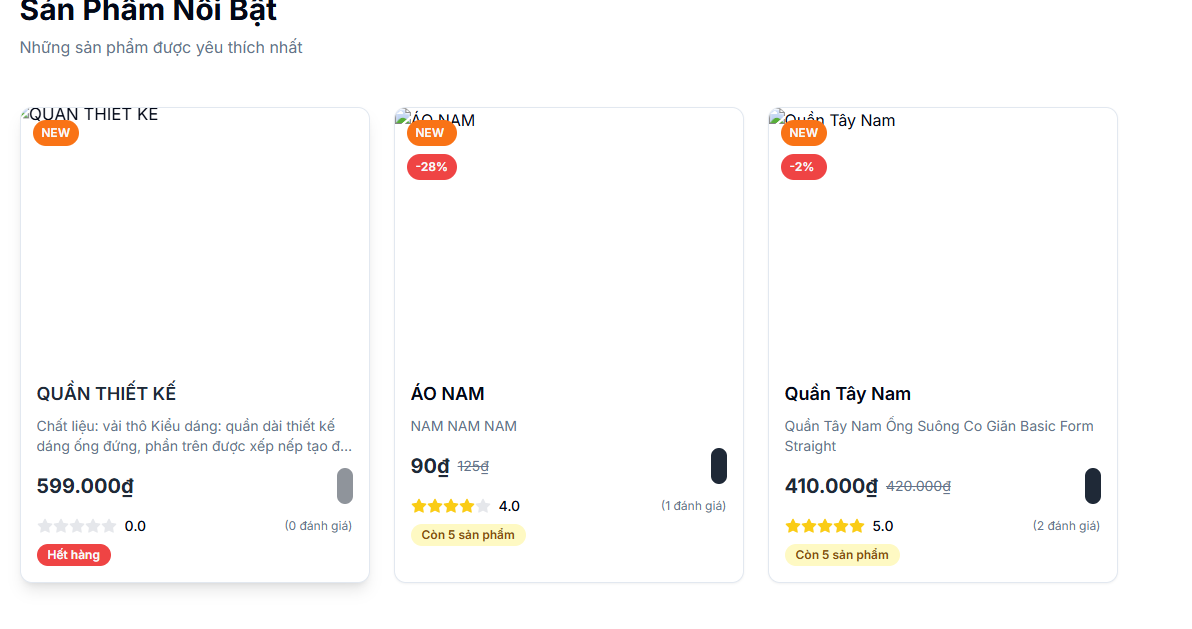 Sản Phẩm Nổi Bật
Những sản phẩm được yêu thích nhất
QUẦN THIẾT KẾ
NEW
QUẦN THIẾT KẾ
Chất liệu: vải thô Kiểu dáng: quần dài thiết kế
dáng ống đứng, phần trên được xếp nếp tạo đ...
599.000₫
0.0 (0 đánh giá)
Hết hàng
ÁO NAM
NEW
-28%
ÁO NAM
NAM NAM NAM
90₫ 125₫
4.0 (1 đánh giá)
Còn 5 sản phẩm
Quần Tây Nam
NEW
-2%
Quần Tây Nam
Quần Tây Nam Ống Suông Co Giãn Basic Form
Straight
410.000₫ 420.000₫
5.0 (2 đánh giá)
Còn 5 sản phẩm